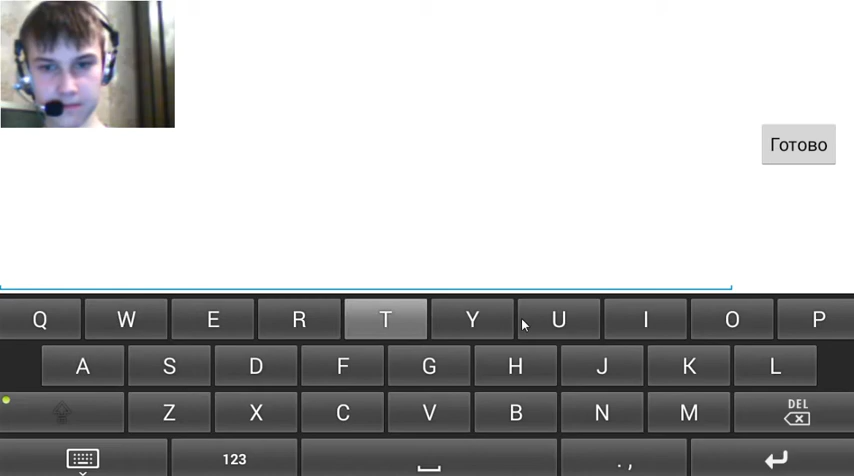 Готово
Q W E R T Y U I O P
A S D F G H J K L
Z X C V B N M DEL
123 . ,